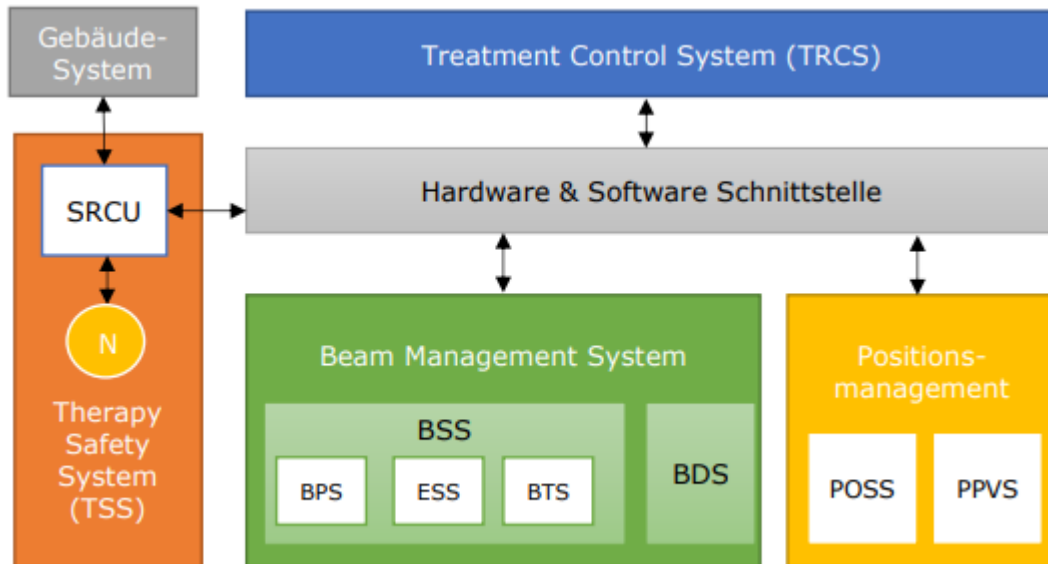 Gebäude-
System
Treatment Control System (TRCS)
SRCU
Hardware & Software Schnittstelle
N
Therapy
Safety
System
(TSS)
Beam Management System
BSS
BPS
ESS
BTS
BDS
Positions-
management
POSS
PPVS